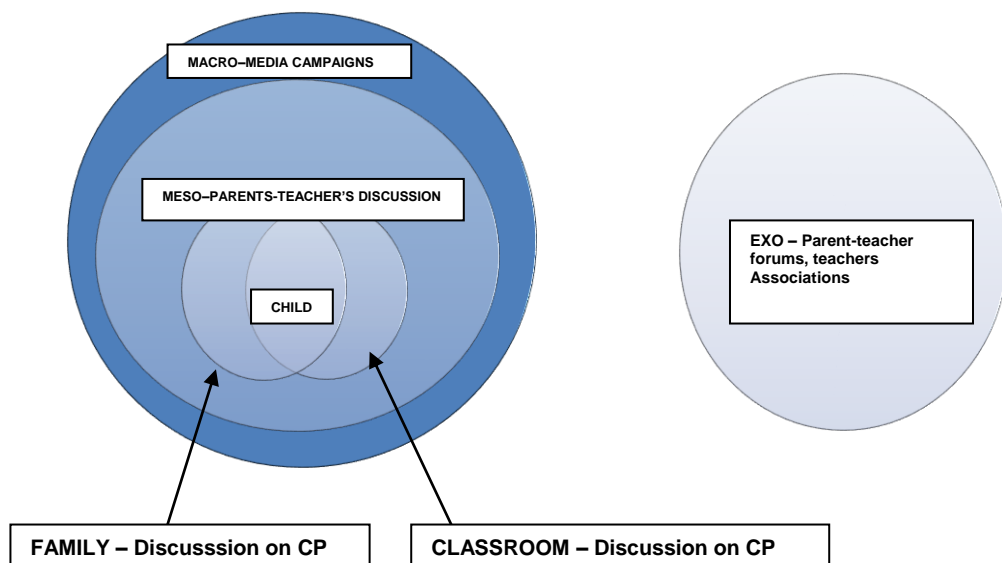 MACRO–MEDIA CAMPAIGNS
MESO–PARENTS-TEACHER’S DISCUSSION
CHILD
EXO – Parent-teacher
forums, teachers
Associations
FAMILY – Discusssion on CP
CLASSROOM – Discussion on CP